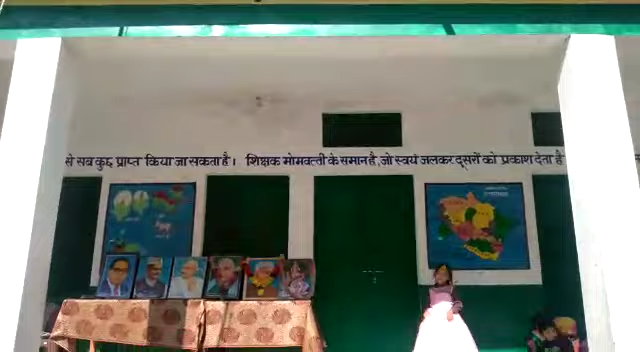 से सब कुछ प्राप्त किया जा सकता है। शिक्षक मोमबत्ती के समान है, जो स्वयं जलकर दूसरों को प्रकाश देता है